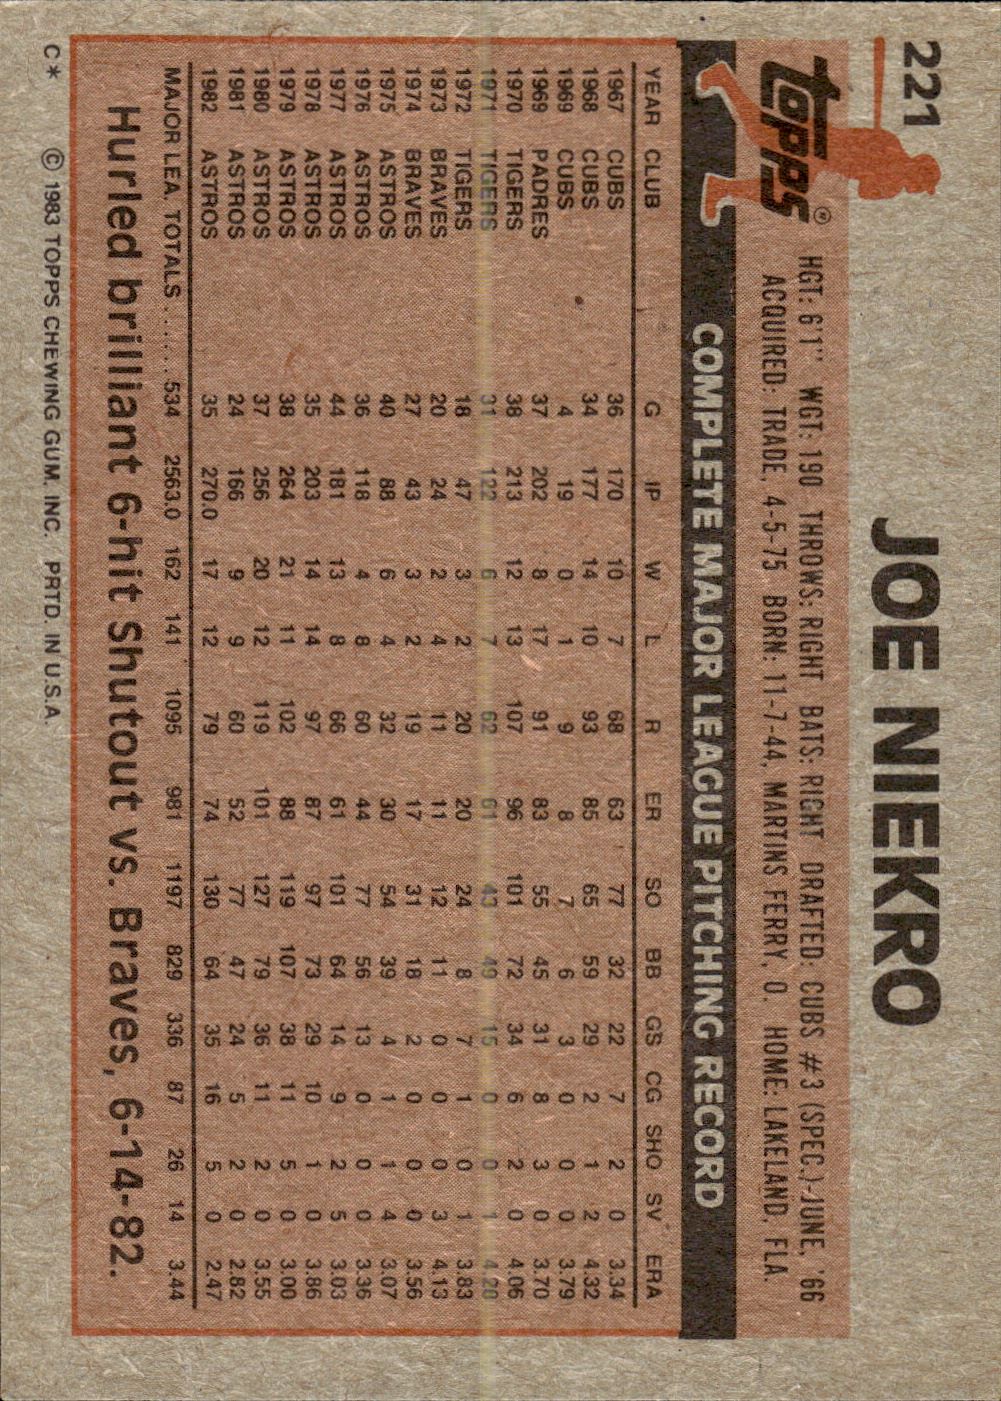 221
JOE NIEKRO
topps®
HGT: 6'1" WGT: 190 THROWS: RIGHT BATS: RIGHT DRAFTED: CUBS #3 (SPEC.)-JUNE, '66
ACQUIRED: TRADE, 4-5-75 BORN: 11-7-44, MARTINS FERRY, O. HOME: LAKELAND, FLA.
COMPLETE MAJOR LEAGUE PITCHING RECORD
YEAR CLUB G IP W L R ER SO BB GS CG SHO SV ERA
1967 CUBS 36 170 10 7 68 63 77 32 22 7 2 0 3.34
1968 CUBS 34 177 14 10 93 85 65 59 29 2 1 2 4.32
1969 CUBS 4 19 0 1 9 8 7 6 3 0 0 0 3.79
1969 PADRES 37 202 8 17 91 83 55 45 31 8 3 0 3.70
1970 TIGERS 38 213 12 13 107 96 101 72 34 6 2 0 4.06
1971 TIGERS 31 122 6 7 62 61 43 49 15 0 0 1 4.20
1972 TIGERS 18 47 3 2 20 20 24 8 7 1 0 1 3.83
1973 BRAVES 20 24 2 4 11 11 12 11 0 0 0 3 4.13
1974 BRAVES 27 43 3 2 19 17 31 18 2 0 0 0 3.56
1975 ASTROS 40 88 6 4 32 30 54 39 4 1 1 4 3.07
1976 ASTROS 36 118 4 8 60 44 77 56 13 0 0 0 3.36
1977 ASTROS 44 181 13 8 66 61 101 64 14 9 2 5 3.03
1978 ASTROS 35 203 14 14 97 87 97 73 29 10 1 0 3.86
1979 ASTROS 38 264 21 11 102 88 119 107 38 11 5 0 3.00
1980 ASTROS 37 256 20 12 119 101 127 79 36 11 2 0 3.55
1981 ASTROS 24 166 9 9 60 52 77 47 24 5 2 0 2.82
1982 ASTROS 35 270.0 17 12 79 74 130 64 35 16 5 0 2.47
MAJOR LEA. TOTALS ...... 534 2563.0 162 141 1095 981 1197 829 336 87 26 14 3.44
Hurled brilliant 6-hit Shutout vs. Braves, 6-14-82.
C* © 1983 TOPPS CHEWING GUM, INC. PRTD. IN U.S.A.